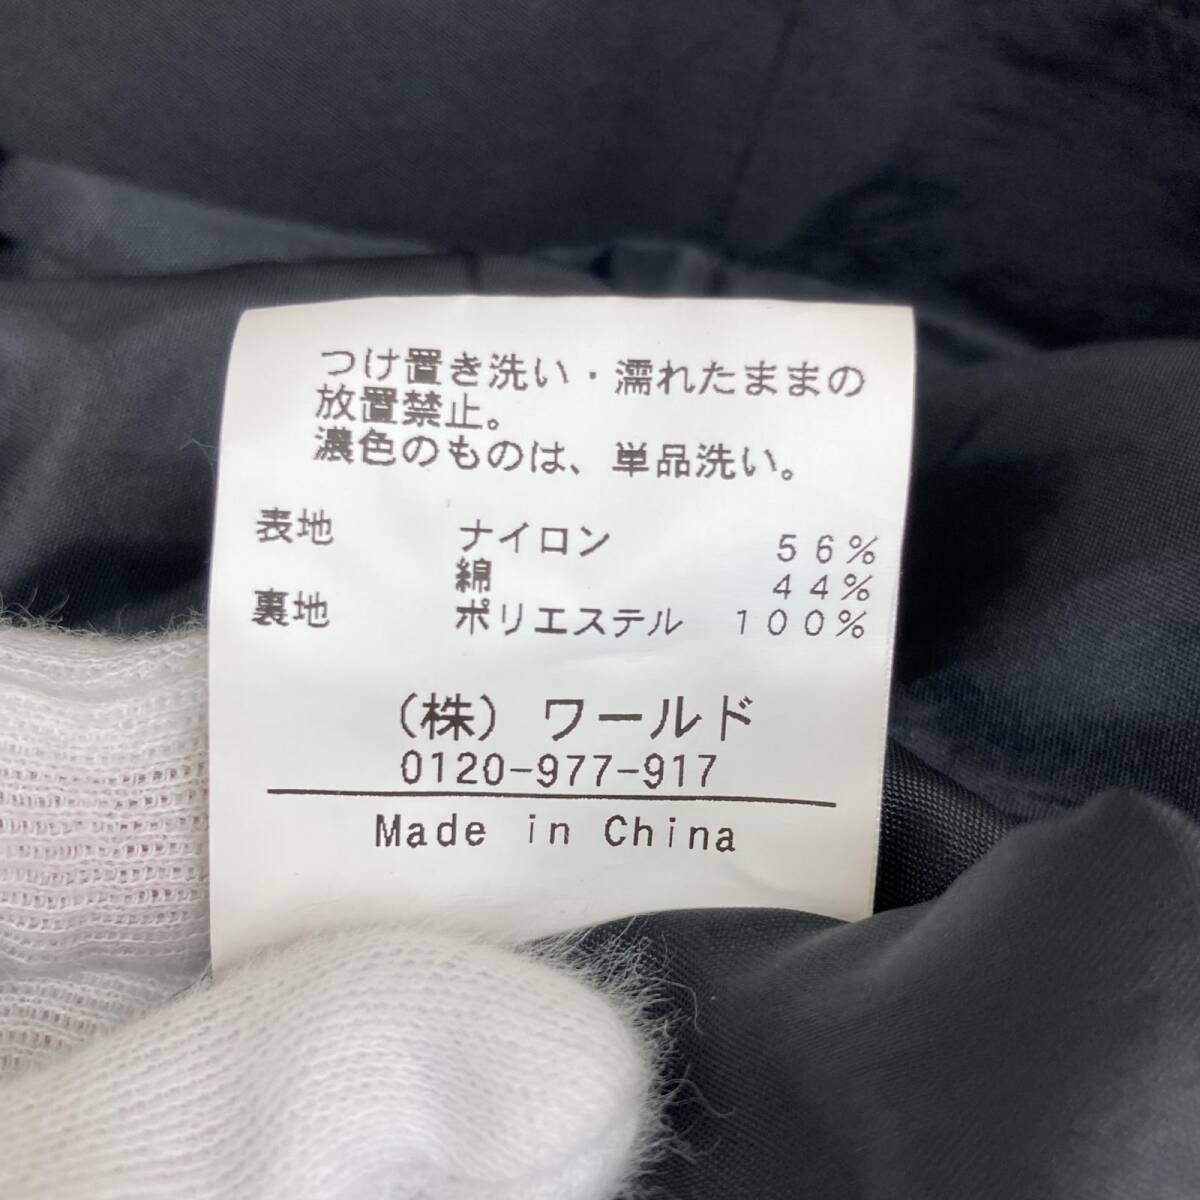 つけ置き洗い・濡れたままの
放置禁止。
濃色のものは、単品洗い。
表地 ナイロン 56%
綿 44%
裏地 ポリエステル 100%
(株) ワールド
0120-977-917
Made in China